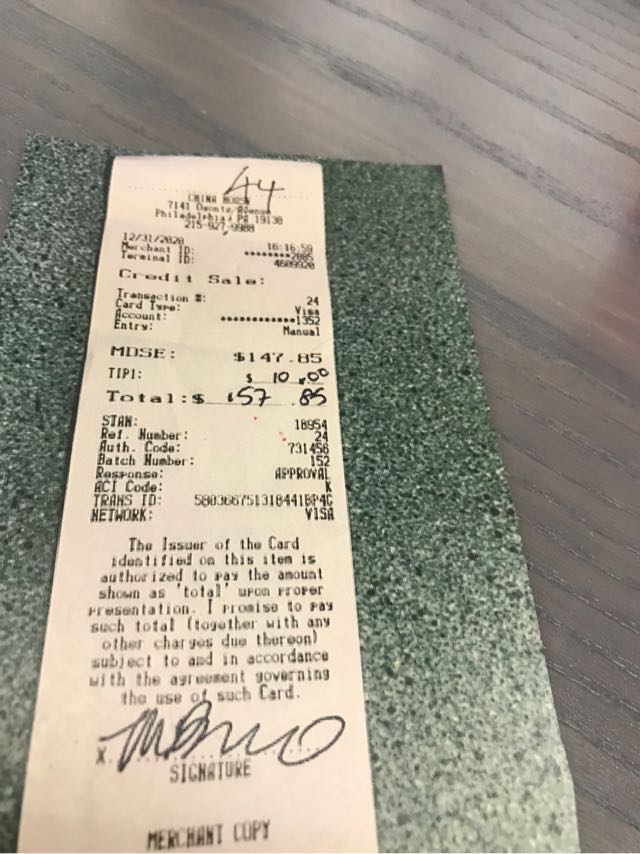 44
CHINA HOUSE
7141 Ogontz Avenue
Philadelphia, PA 19138
215-927-9988
12/31/2020 16:16:59
Merchant ID: ********2885
Terminal ID: 4609920
Credit Sale:
Transaction #: 24
Card Type: Visa
Account: ************1352
Entry: Manual
MDSE: $147.85
TIP1: $ 10.00
Total:$ 157.85
STAN: 18954
Ref. Number: 24
Auth. Code: 731456
Batch Number: 152
Response: APPROVAL
ACI Code: K
TRANS ID:
NETWORK: VISA
The Issuer of the Card
identified on this item is
authorized to pay the amount
shown as 'total' upon proper
presentation. I promise to pay
such total (together with any
other charges due thereon)
subject to and in accordance
with the agreement governing
the use of such Card.
X
SIGNATURE
MERCHANT COPY